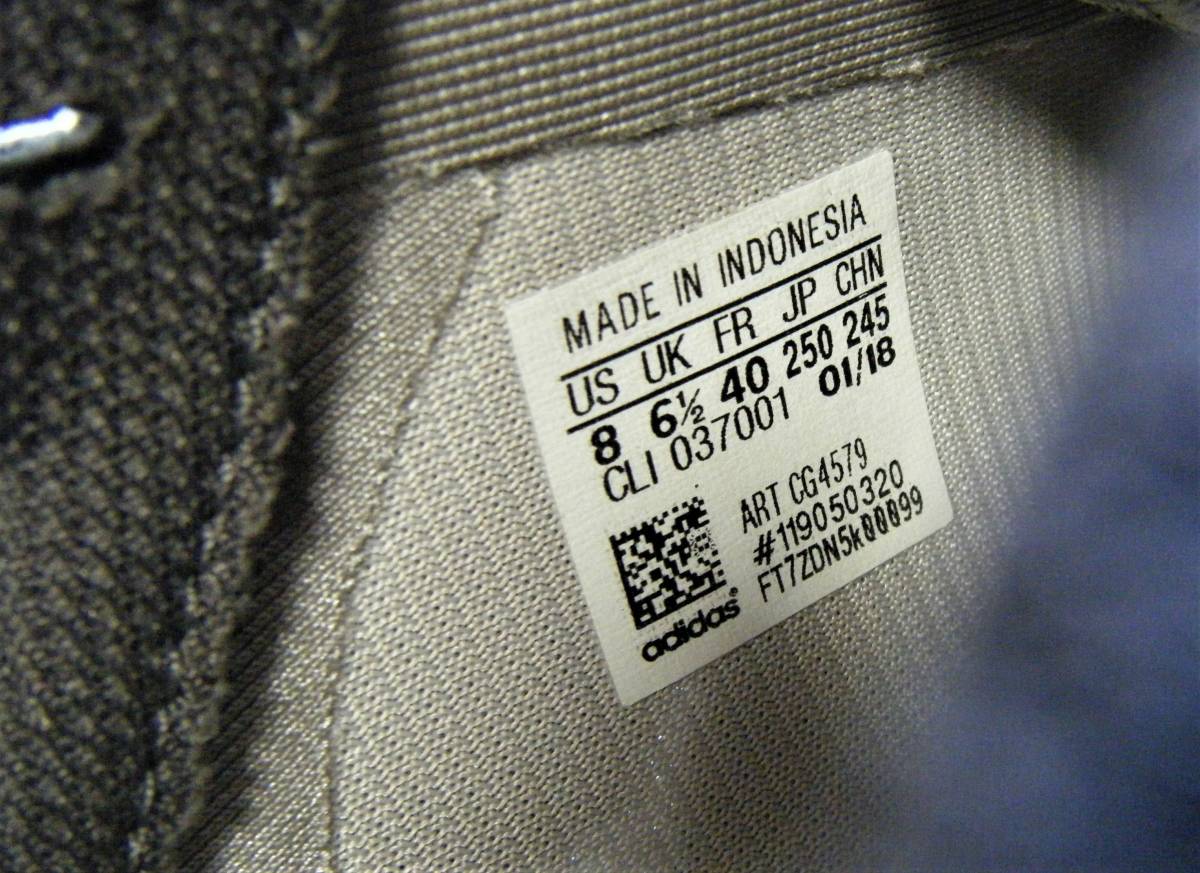 MADE IN INDONESIA
US UK FR JP CHN
8 6½ 40 250 245
CLI 037001 01/18
ART CG4579
#119050320
FT7ZDN5k00099
adidas®